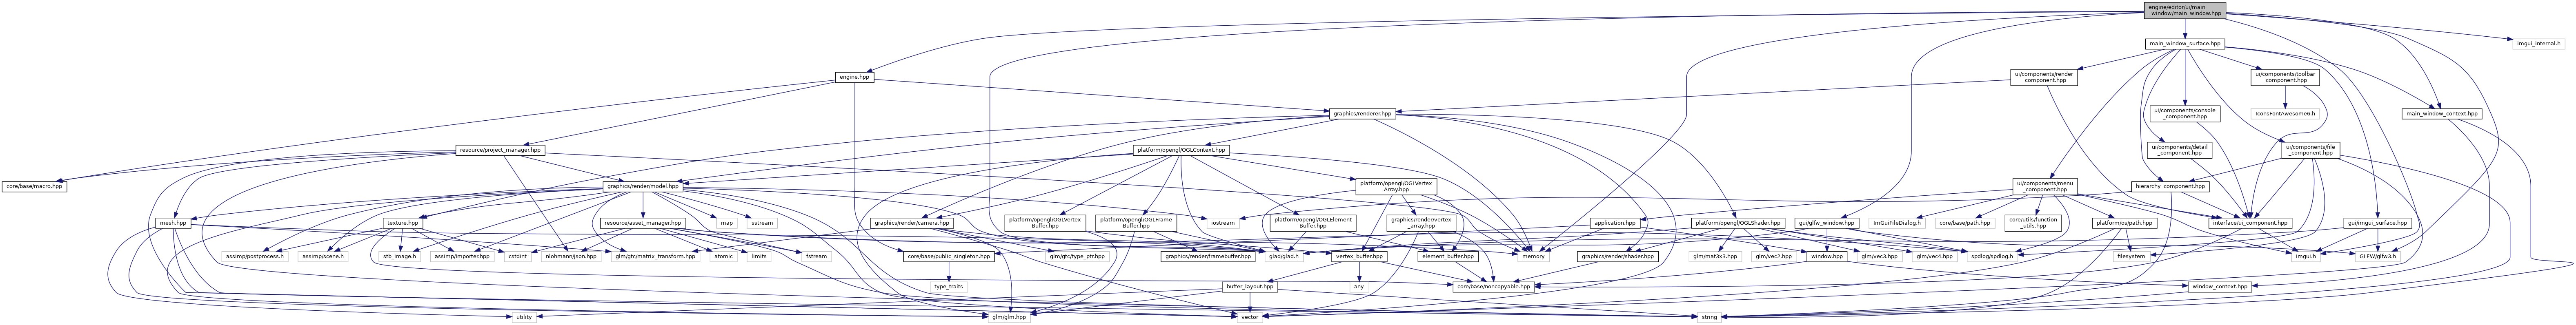 engine/editor/ui/main
_window/main_window.hpp
imgui_internal.h
main_window_surface.hpp
engine.hpp
ui/components/render
_component.hpp
ui/components/toolbar
_component.hpp
graphics/renderer.hpp
ui/components/console
_component.hpp
IconsFontAwesome6.h
main_window_context.hpp
resource/project_manager.hpp
platform/opengl/OGLContext.hpp
ui/components/detail
_component.hpp
ui/components/file
_component.hpp
core/base/macro.hpp
graphics/render/model.hpp
platform/opengl/OGLVertex
Array.hpp
ui/components/menu
_component.hpp
hierarchy_component.hpp
mesh.hpp
texture.hpp
resource/asset_manager.hpp
map
sstream
iostream
graphics/render/camera.hpp
platform/opengl/OGLVertex
Buffer.hpp
platform/opengl/OGLFrame
Buffer.hpp
platform/opengl/OGLElement
Buffer.hpp
graphics/render/vertex
_array.hpp
application.hpp
platform/opengl/OGLShader.hpp
gui/glfw_window.hpp
ImGuiFileDialog.h
core/base/path.hpp
core/utils/function
_utils.hpp
platform/os/path.hpp
interface/ui_component.hpp
gui/imgui_surface.hpp
assimp/postprocess.h
assimp/scene.h
stb_image.h
assimp/Importer.hpp
cstdint
nlohmann/json.hpp
glm/gtc/matrix_transform.hpp
atomic
limits
fstream
core/base/public_singleton.hpp
glm/gtc/type_ptr.hpp
graphics/render/framebuffer.hpp
glad/glad.h
vertex_buffer.hpp
element_buffer.hpp
memory
graphics/render/shader.hpp
glm/mat3x3.hpp
glm/vec2.hpp
window.hpp
glm/vec3.hpp
glm/vec4.hpp
spdlog/spdlog.h
filesystem
imgui.h
GLFW/glfw3.h
type_traits
buffer_layout.hpp
any
core/base/noncopyable.hpp
window_context.hpp
utility
glm/glm.hpp
vector
string